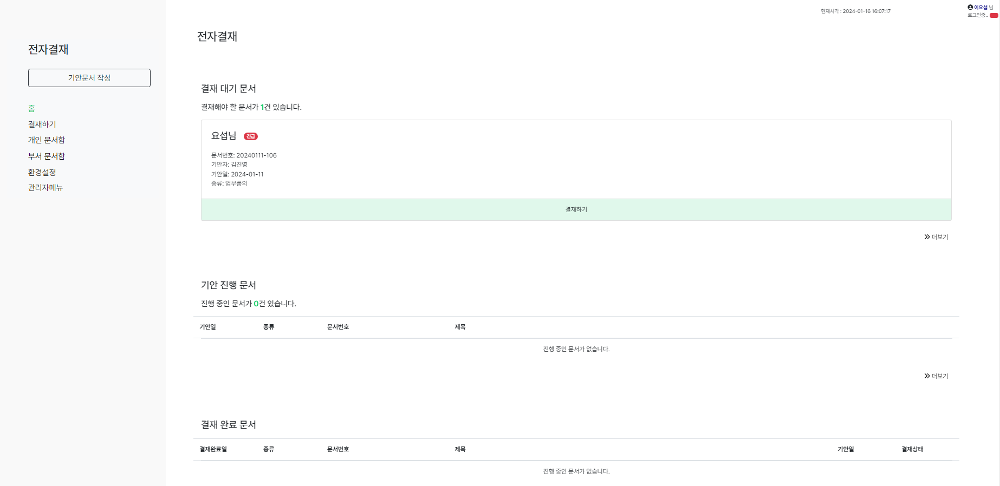 현재시각 : 2024-01-16 16:07:17
이요섭 님
로그인중..
전자결재
기안문서 작성
홈
결재하기
개인 문서함
부서 문서함
환경설정
관리자메뉴
전자결재
결재 대기 문서
결재해야 할 문서가 1건 있습니다.
요섭님 긴급
문서번호: 20240111-106
기안자: 김진영
기안일: 2024-01-11
종류: 업무품의
결재하기
더보기
기안 진행 문서
진행 중인 문서가 0건 있습니다.
기안일 종류 문서번호 제목
진행 중인 문서가 없습니다.
더보기
결재 완료 문서
결재완료일 종류 문서번호 제목 기안일 결재상태
진행 중인 문서가 없습니다.